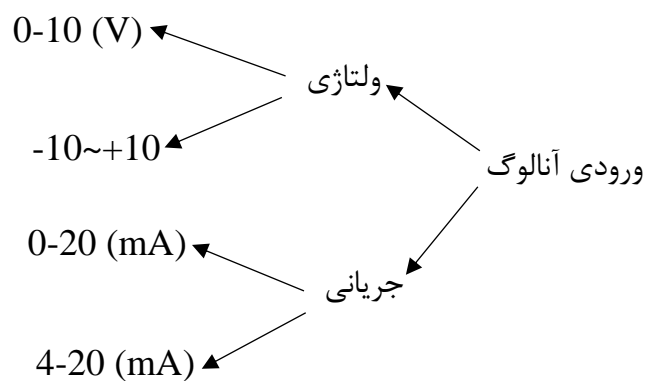 ورودی آنالوگ
ولتاژی
0-10 (V)
-10~+10
جریانی
0-20 (mA)
4-20 (mA)